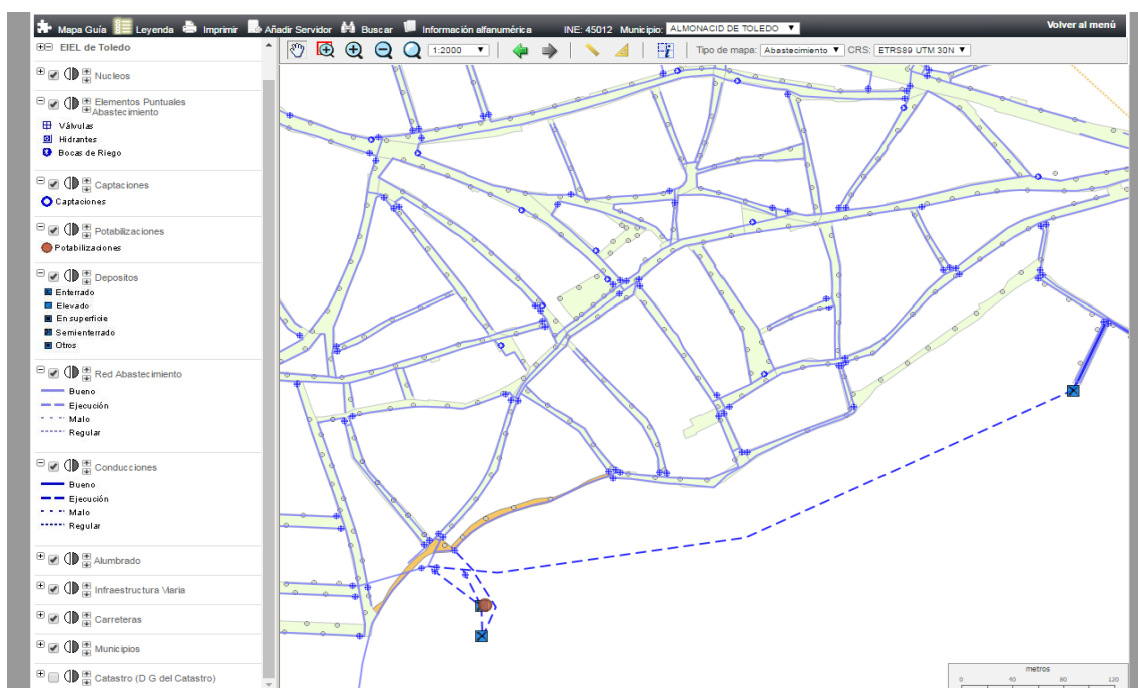 Mapa Guía Leyenda Imprimir Añadir Servidor Buscar Información alfanumérica INE: 45012 Municipio: ALMONACID DE TOLEDO Volver al menú
EIEL de Toledo
1:2000 Tipo de mapa: Abastecimiento CRS: ETRS89 UTM 30N
Nucleos
Elementos Puntuales
Abastecimiento
Válvulas
Hidrantes
Bocas de Riego
Captaciones
Captaciones
Potabilizaciones
Potabilizaciones
Depositos
Enterrado
Elevado
En superficie
Semienterrado
Otros
Red Abastecimiento
Bueno
Ejecución
Malo
Regular
Conducciones
Bueno
Ejecución
Malo
Regular
Alumbrado
Infraestructura Viaria
Carreteras
Municipios
Catastro (D G del Catastro)
metros
0 40 80 120